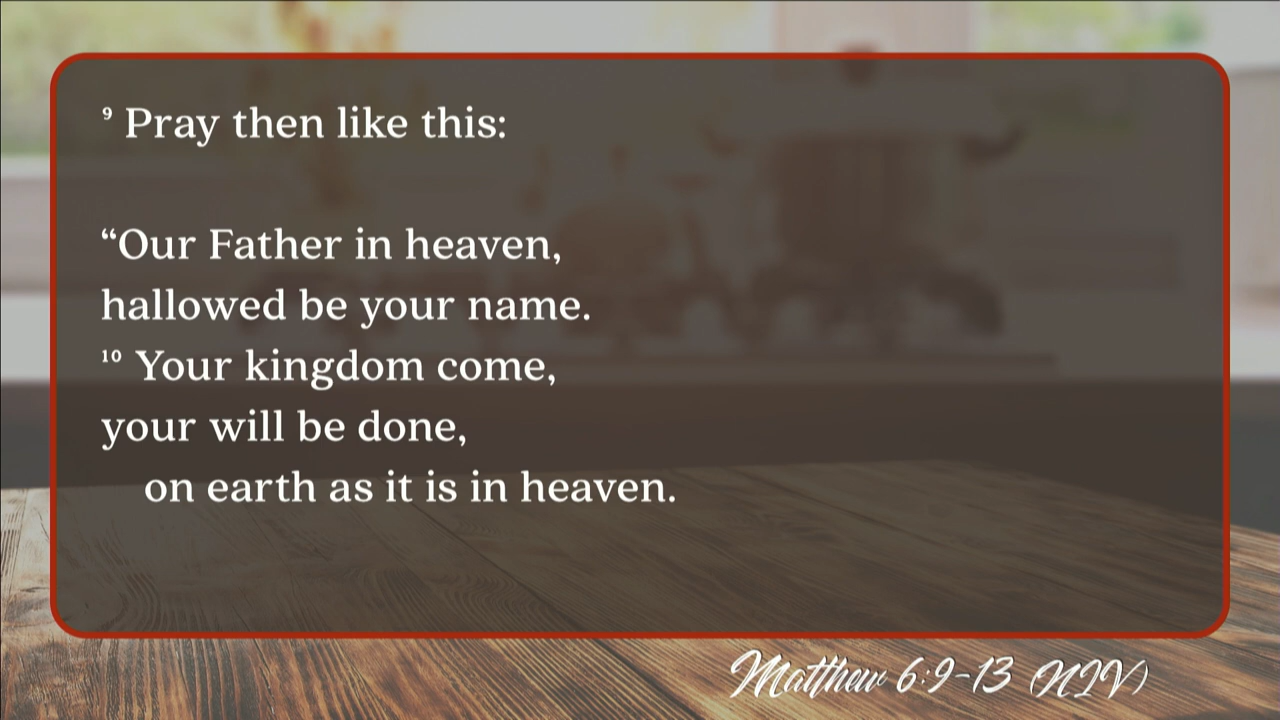 ⁹ Pray then like this:
“Our Father in heaven,
hallowed be your name.
¹⁰ Your kingdom come,
your will be done,
on earth as it is in heaven.
Matthew 6:9-13 (NIV)